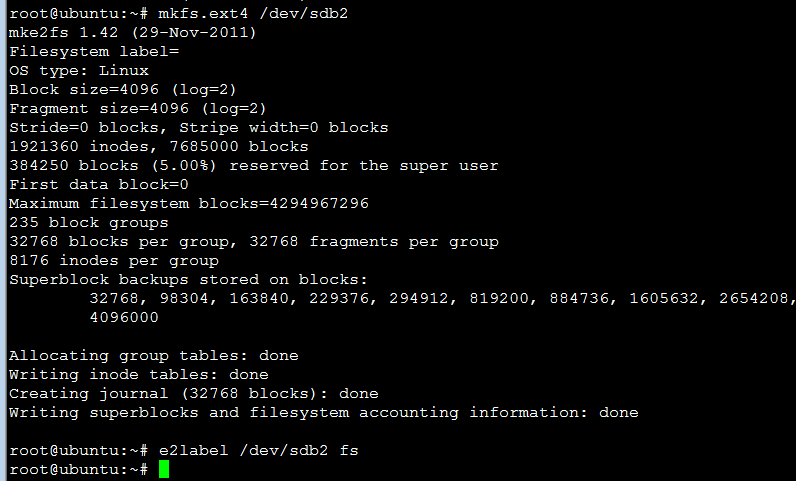 root@ubuntu:~# mkfs.ext4 /dev/sdb2
mke2fs 1.42 (29-Nov-2011)
Filesystem label=
OS type: Linux
Block size=4096 (log=2)
Fragment size=4096 (log=2)
Stride=0 blocks, Stripe width=0 blocks
1921360 inodes, 7685000 blocks
384250 blocks (5.00%) reserved for the super user
First data block=0
Maximum filesystem blocks=4294967296
235 block groups
32768 blocks per group, 32768 fragments per group
8176 inodes per group
Superblock backups stored on blocks:
        32768, 98304, 163840, 229376, 294912, 819200, 884736, 1605632, 2654208,
        4096000

Allocating group tables: done
Writing inode tables: done
Creating journal (32768 blocks): done
Writing superblocks and filesystem accounting information: done

root@ubuntu:~# e2label /dev/sdb2 fs
root@ubuntu:~#